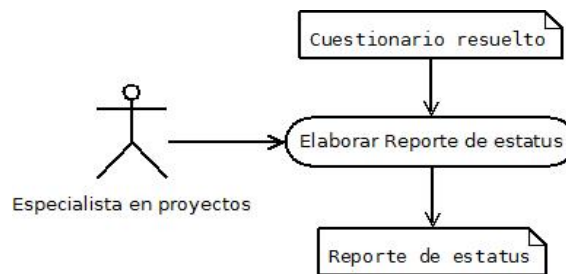 Cuestionario resuelto
Elaborar Reporte de estatus
Especialista en proyectos
Reporte de estatus